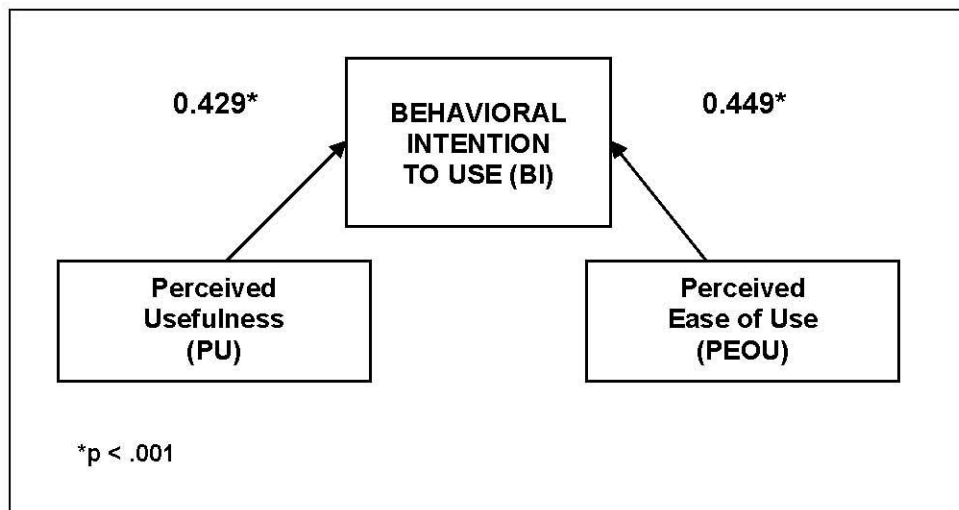 0.429*
BEHAVIORAL
INTENTION
TO USE (BI)
0.449*
Perceived
Usefulness
(PU)
Perceived
Ease of Use
(PEOU)
*p < .001